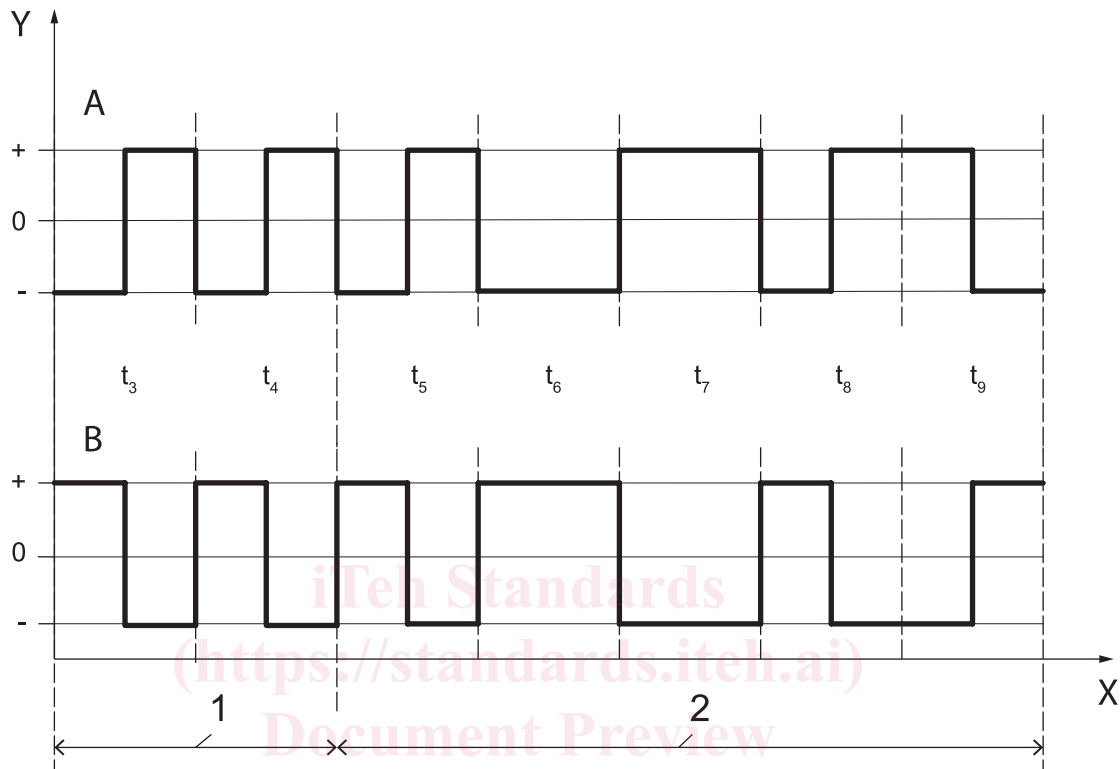 Y
A
+
0
-
t3 t4 t5 t6 t7 t8 t9
B
+
0
-
iTeh Standards
(https://standards.iteh.ai)
X
1 2
Document Preview